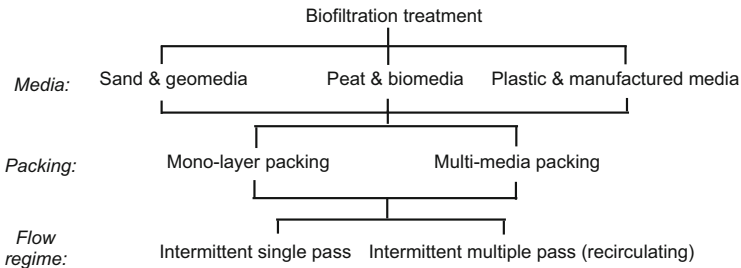 Biofiltration treatment
Media: Sand & geomedia Peat & biomedia Plastic & manufactured media
Packing: Mono-layer packing Multi-media packing
Flow
regime: Intermittent single pass Intermittent multiple pass (recirculating)